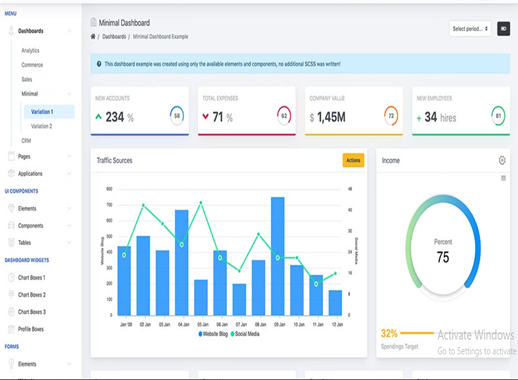 MENU
Dashboards
Analytics
Commerce
Sales
Minimal
Variation 1
Variation 2
CRM
Pages
Applications
UI COMPONENTS
Elements
Components
Tables
DASHBOARD WIDGETS
Chart Boxes 1
Chart Boxes 2
Chart Boxes 3
Profile Boxes
FORMS
Elements
Minimal Dashboard
/ Dashboards / Minimal Dashboard Example
Select period...
This dashboard example was created using only the available elements and components, no additional SCSS was written!
NEW ACCOUNTS
234 %
58
TOTAL EXPENSES
71 %
62
COMPANY VALUE
$ 1,45M
72
NEW EMPLOYEES
+ 34 hires
81
Traffic Sources
Actions
800
700
600
500
400
300
200
100
0
Website Blog
48
40
32
24
16
8
0
Social Media
Jan '08 02 Jan 03 Jan 04 Jan 05 Jan 06 Jan 07 Jan 08 Jan 09 Jan 10 Jan 11 Jan 12 Jan
Website Blog Social Media
Income
Percent
75
32%
Spendings Target
Activate Windows
Go to Settings to activate